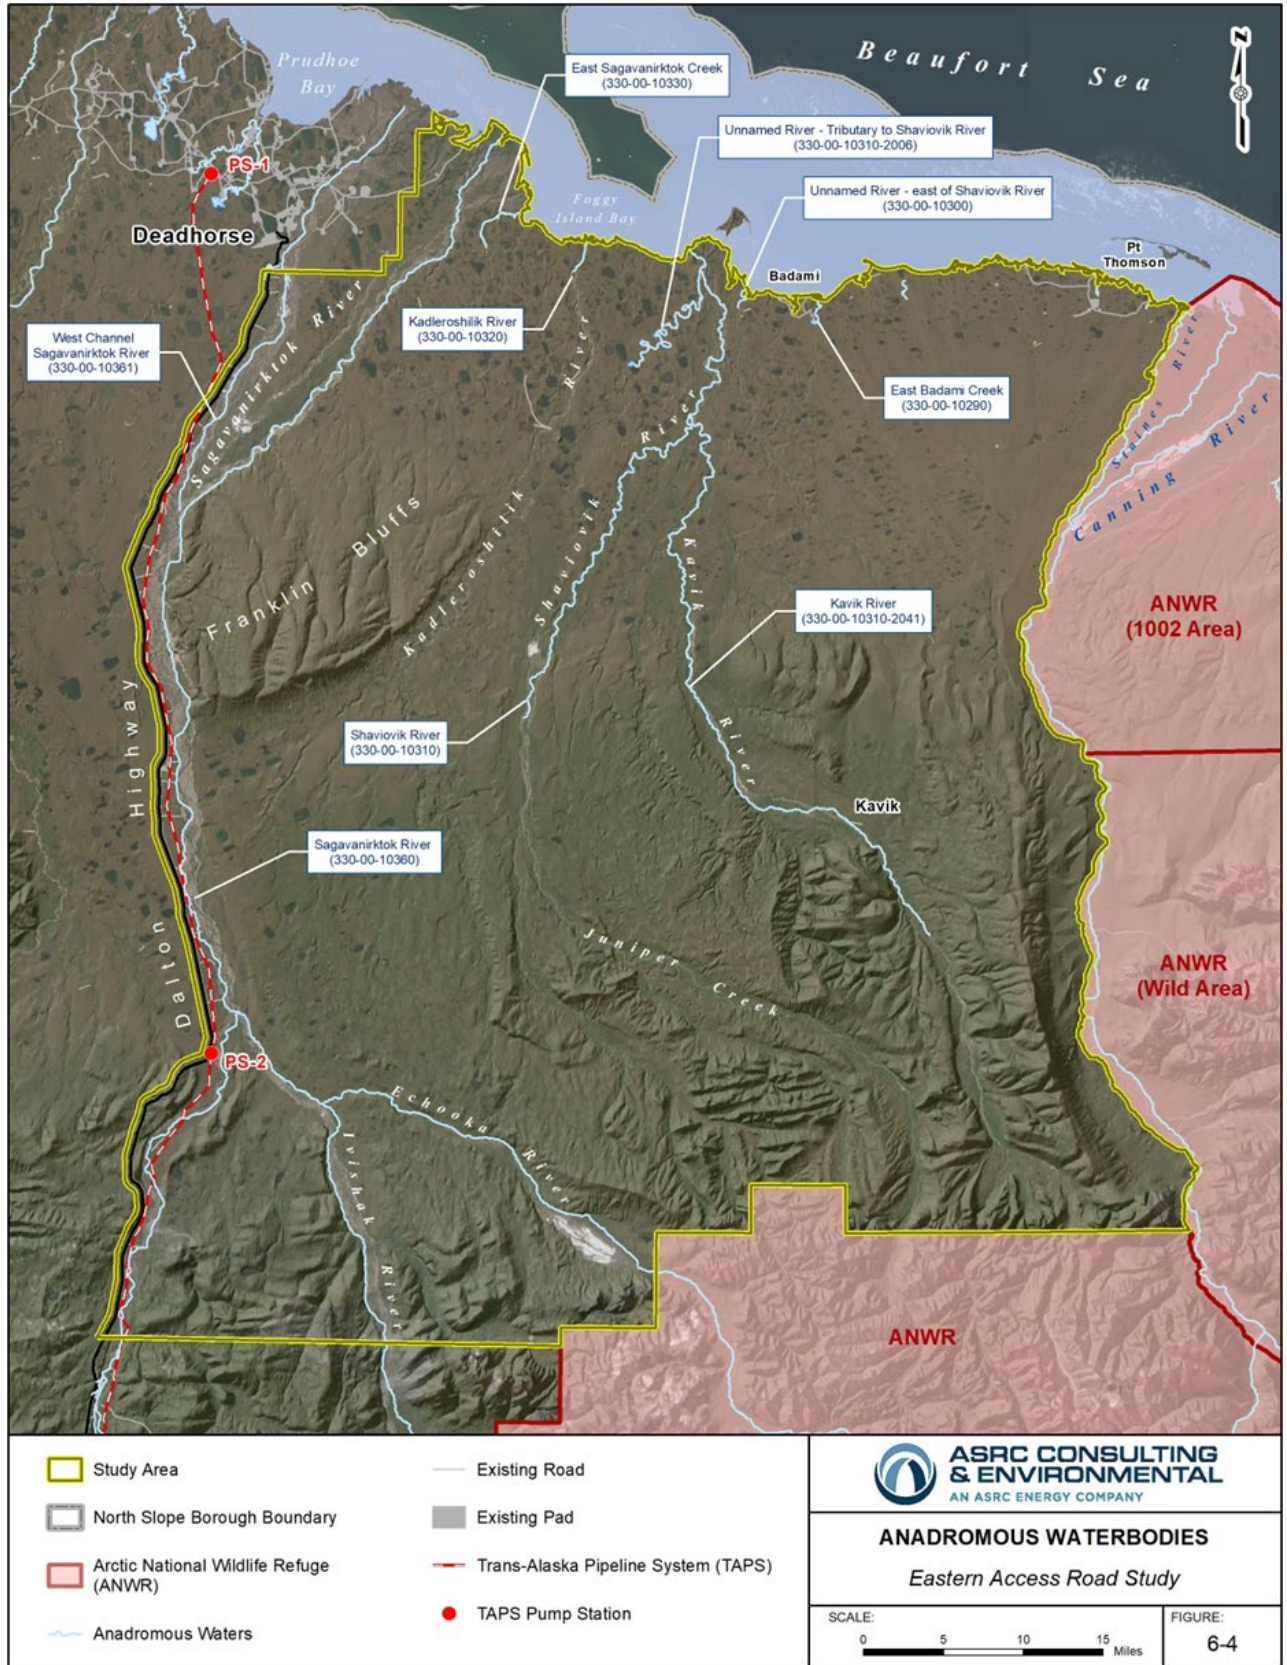 Beaufort Sea
Prudhoe
Bay
N
East Sagavanirktok Creek
(330-00-10330)
Unnamed River - Tributary to Shaviovik River
(330-00-10310-2006)
Unnamed River - east of Shaviovik River
(330-00-10300)
PS-1
Deadhorse
Foggy
Island Bay
Badami
Pt
Thomson
West Channel
Sagavanirktok River
(330-00-10361)
Kadleroshilik River
(330-00-10320)
East Badami Creek
(330-00-10290)
Sagavanirktok River
Staines River
Canning River
Franklin Bluffs
Kadleroshilik River
Shaviovik River
Kavik River
Kavik River
(330-00-10310-2041)
ANWR
(1002 Area)
Shaviovik River
(330-00-10310)
Kavik
Sagavanirktok River
(330-00-10360)
Dalton Highway
Juniper Creek
ANWR
(Wild Area)
PS-2
Echooka River
Ivishak River
ANWR
Study Area
North Slope Borough Boundary
Arctic National Wildlife Refuge
(ANWR)
Anadromous Waters
Existing Road
Existing Pad
Trans-Alaska Pipeline System (TAPS)
TAPS Pump Station
ASRC CONSULTING
& ENVIRONMENTAL
AN ASRC ENERGY COMPANY
ANADROMOUS WATERBODIES
Eastern Access Road Study
SCALE:
0 5 10 15 Miles
FIGURE:
6-4